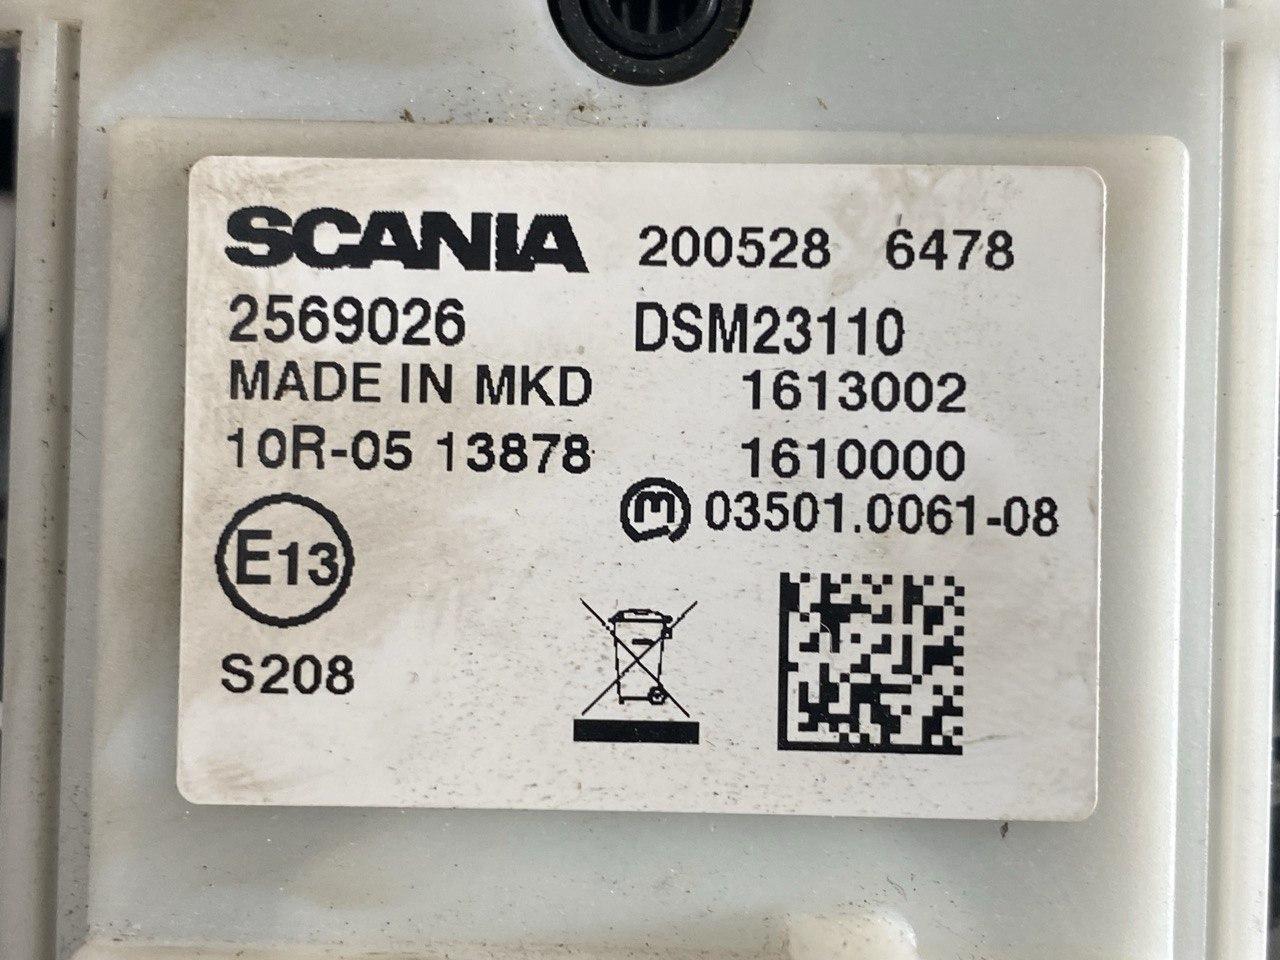 SCANIA 200528 6478
2569026 DSM23110
MADE IN MKD 1613002
10R-05 13878 1610000
M 03501.0061-08
E13
S208